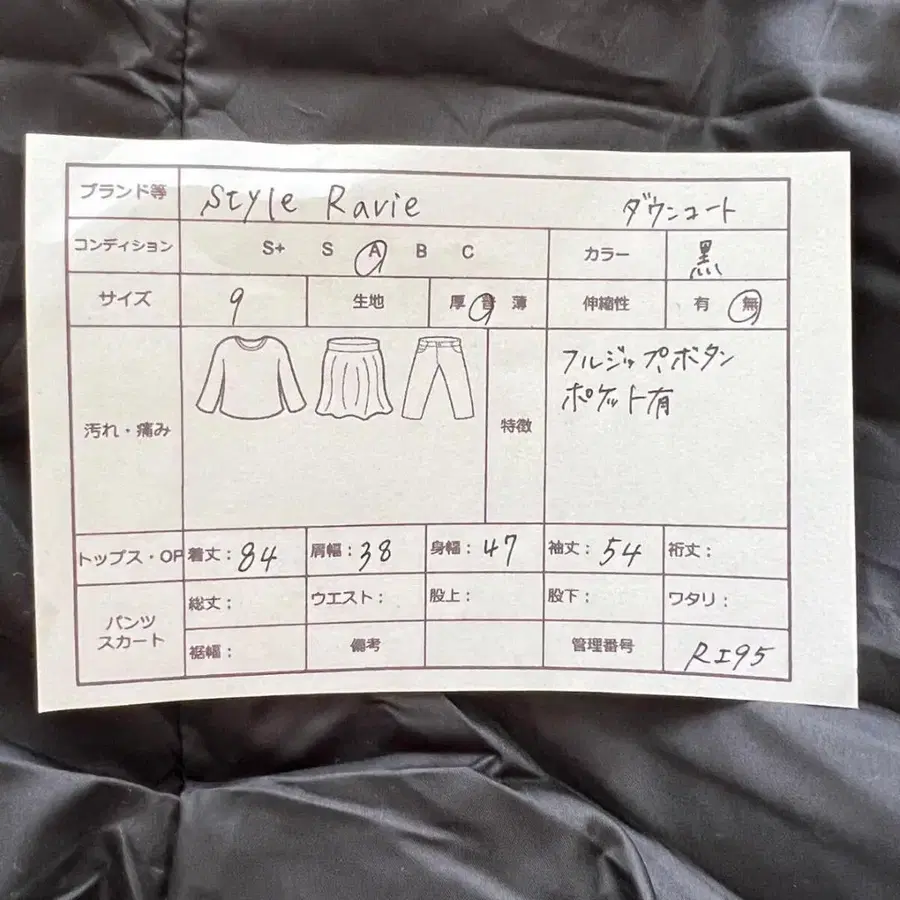 ブランド等 Style Ravie ダウンコート
コンディション S+ S A B C カラー 黒
サイズ 9 生地 厚 普 薄 伸縮性 有 無
汚れ・痛み 特徴 フルジップ、ボタン
ポケット有
トップス・OP 着丈: 84 肩幅: 38 身幅: 47 袖丈: 54 裄丈:
パンツ スカート 総丈: ウエスト: 股上: 股下: ワタリ:
裾幅: 備考 管理番号 RI95